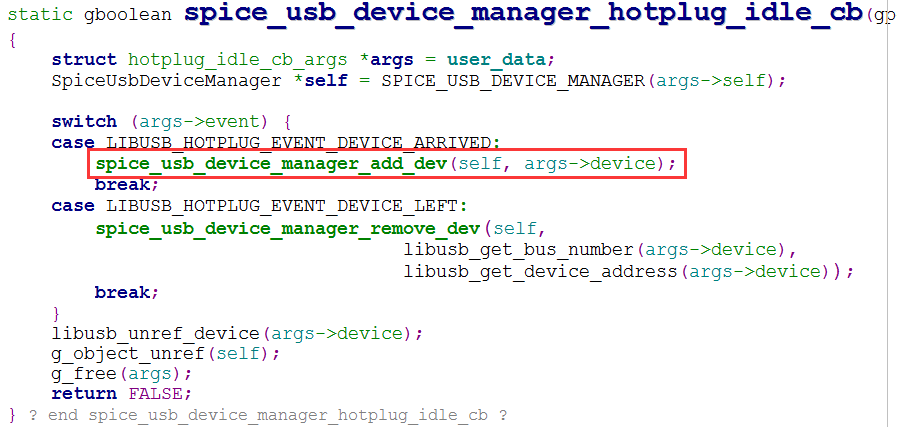 static gboolean spice_usb_device_manager_hotplug_idle_cb(gp
{
    struct hotplug_idle_cb_args *args = user_data;
    SpiceUsbDeviceManager *self = SPICE_USB_DEVICE_MANAGER(args->self);

    switch (args->event) {
    case LIBUSB_HOTPLUG_EVENT_DEVICE_ARRIVED:
        spice_usb_device_manager_add_dev(self, args->device);
        break;
    case LIBUSB_HOTPLUG_EVENT_DEVICE_LEFT:
        spice_usb_device_manager_remove_dev(self,
                                    libusb_get_bus_number(args->device),
                                    libusb_get_device_address(args->device));
        break;
    }
    libusb_unref_device(args->device);
    g_object_unref(self);
    g_free(args);
    return FALSE;
} ? end spice_usb_device_manager_hotplug_idle_cb ?